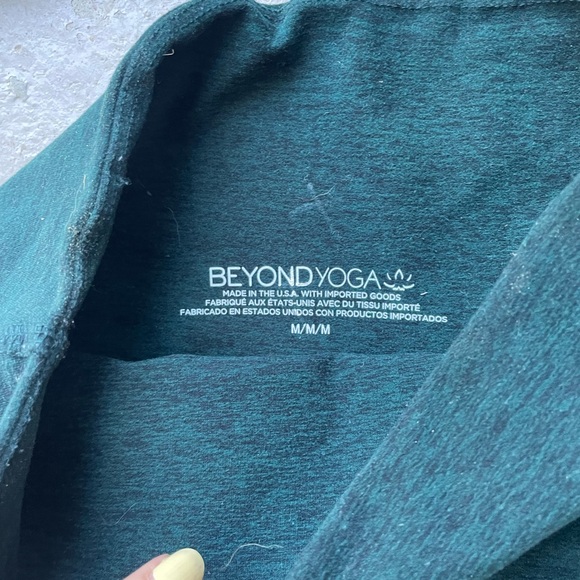 BEYOND YOGA
MADE IN THE U.S.A. WITH IMPORTED GOODS
FABRIQUÉ AUX ÉTATS-UNIS AVEC DU TISSU IMPORTÉ
FABRICADO EN ESTADOS UNIDOS CON PRODUCTOS IMPORTADOS
M/M/M